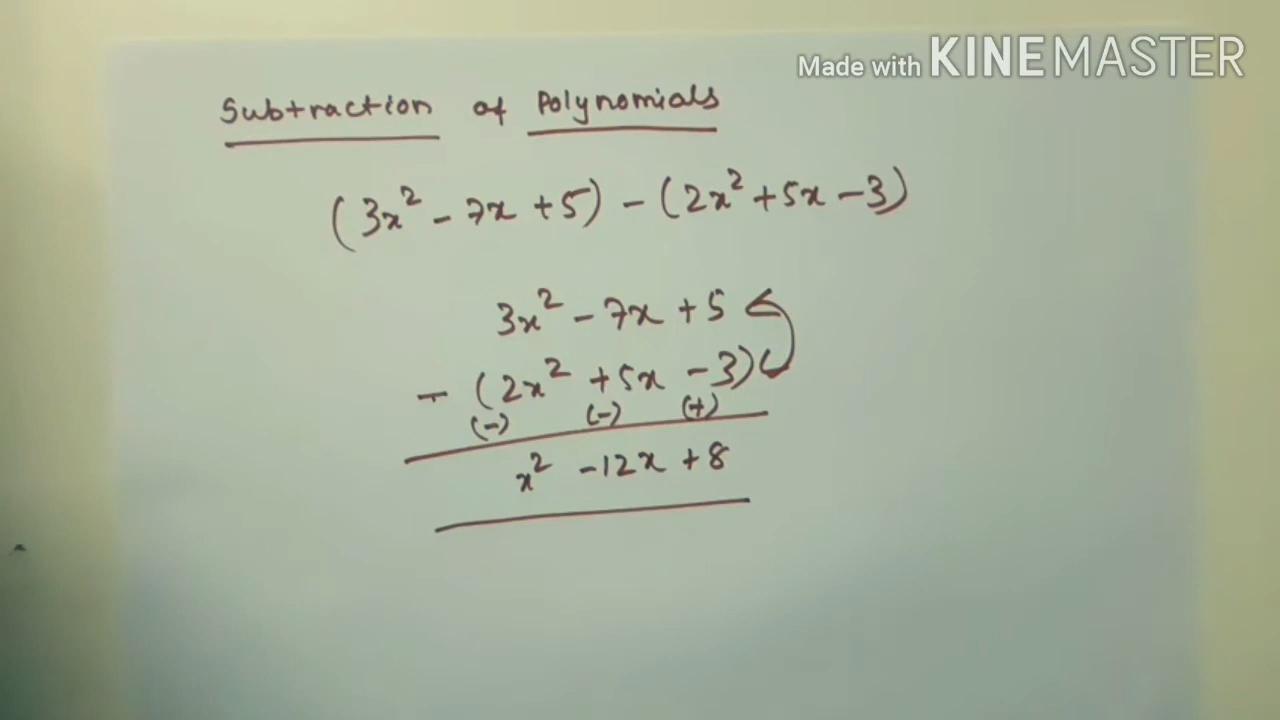 Made with KINEMASTER
Subtraction of Polynomials
(3x² - 7x + 5) - (2x² + 5x - 3)
3x² - 7x + 5
- (2x² + 5x - 3)
(-) (-) (+)
x² - 12x + 8